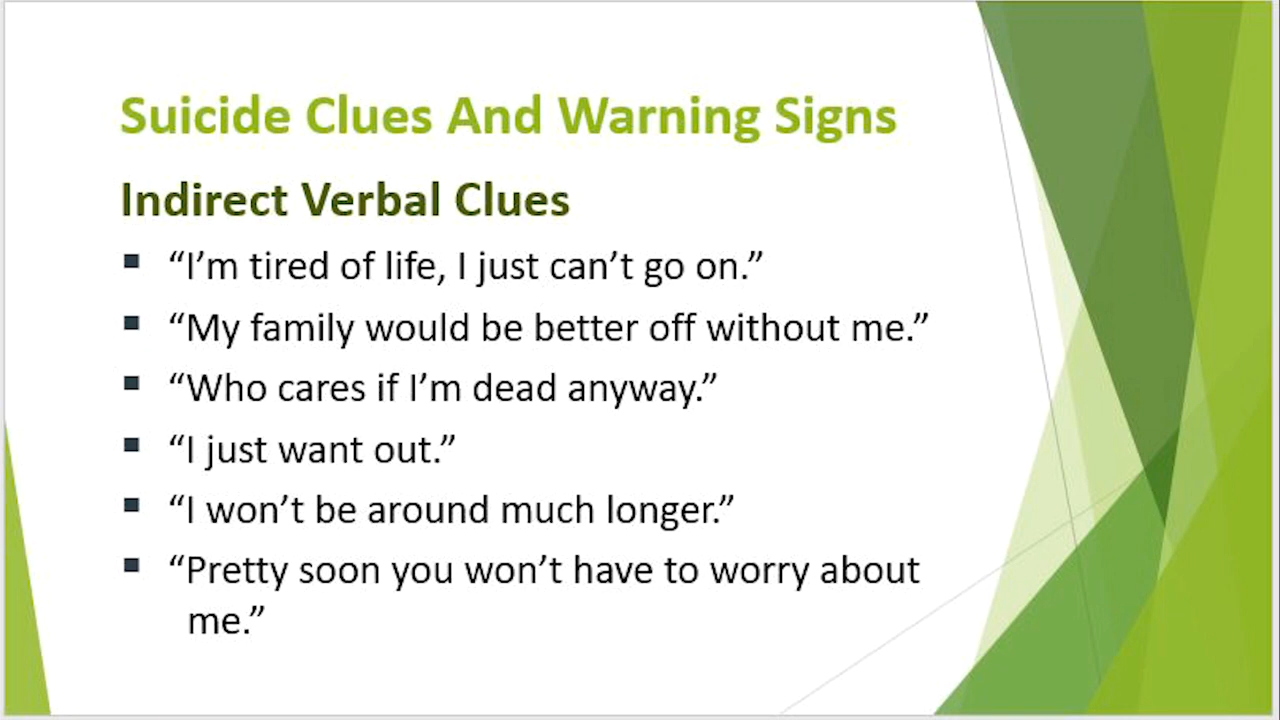 Suicide Clues And Warning Signs
Indirect Verbal Clues
▪ “I’m tired of life, I just can’t go on.”
▪ “My family would be better off without me.”
▪ “Who cares if I’m dead anyway.”
▪ “I just want out.”
▪ “I won’t be around much longer.”
▪ “Pretty soon you won’t have to worry about
me.”